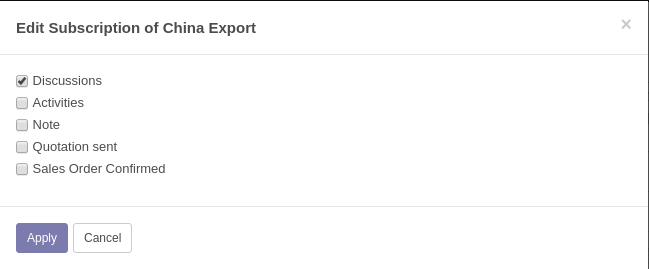 Edit Subscription of China Export
×
Discussions
Activities
Note
Quotation sent
Sales Order Confirmed
Apply Cancel